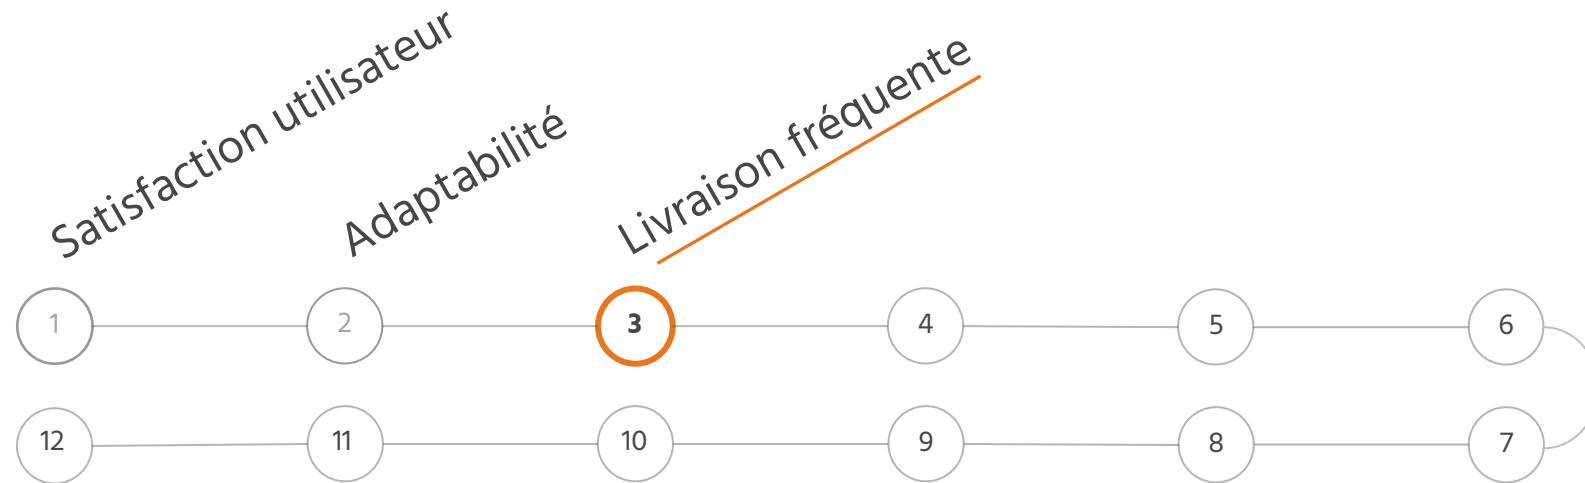 Satisfaction utilisateur
Adaptabilité
Livraison fréquente
1 2 3 4 5 6
12 11 10 9 8 7